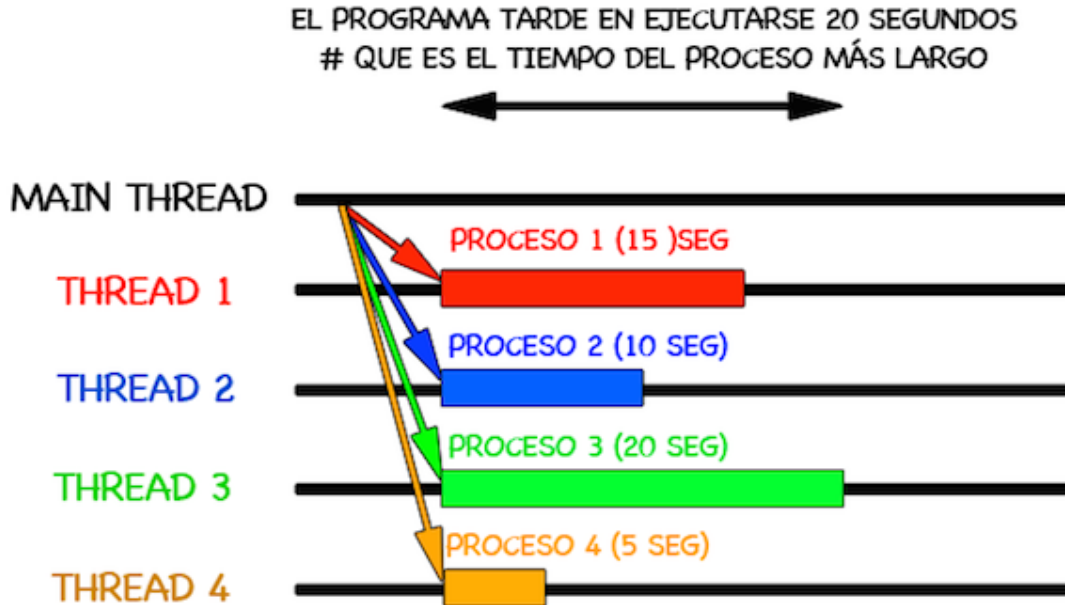 EL PROGRAMA TARDE EN EJECUTARSE 20 SEGUNDOS
# QUE ES EL TIEMPO DEL PROCESO MÁS LARGO
MAIN THREAD
PROCESO 1 (15 )SEG
THREAD 1
PROCESO 2 (10 SEG)
THREAD 2
PROCESO 3 (20 SEG)
THREAD 3
PROCESO 4 (5 SEG)
THREAD 4